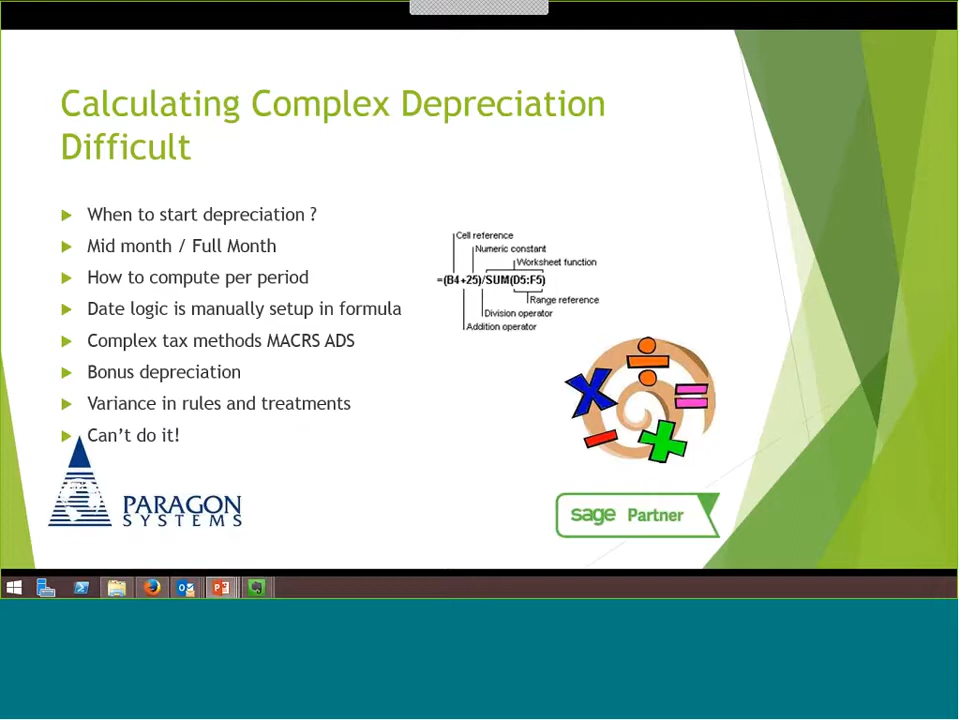 Calculating Complex Depreciation
Difficult
When to start depreciation ?
Mid month / Full Month
How to compute per period
Date logic is manually setup in formula
Complex tax methods MACRS ADS
Bonus depreciation
Variance in rules and treatments
Can't do it!
Cell reference
Numeric constant
Worksheet function
=(B4+25)/SUM(D5:F5)
Range reference
Division operator
Addition operator
PARAGON
SYSTEMS
sage Partner